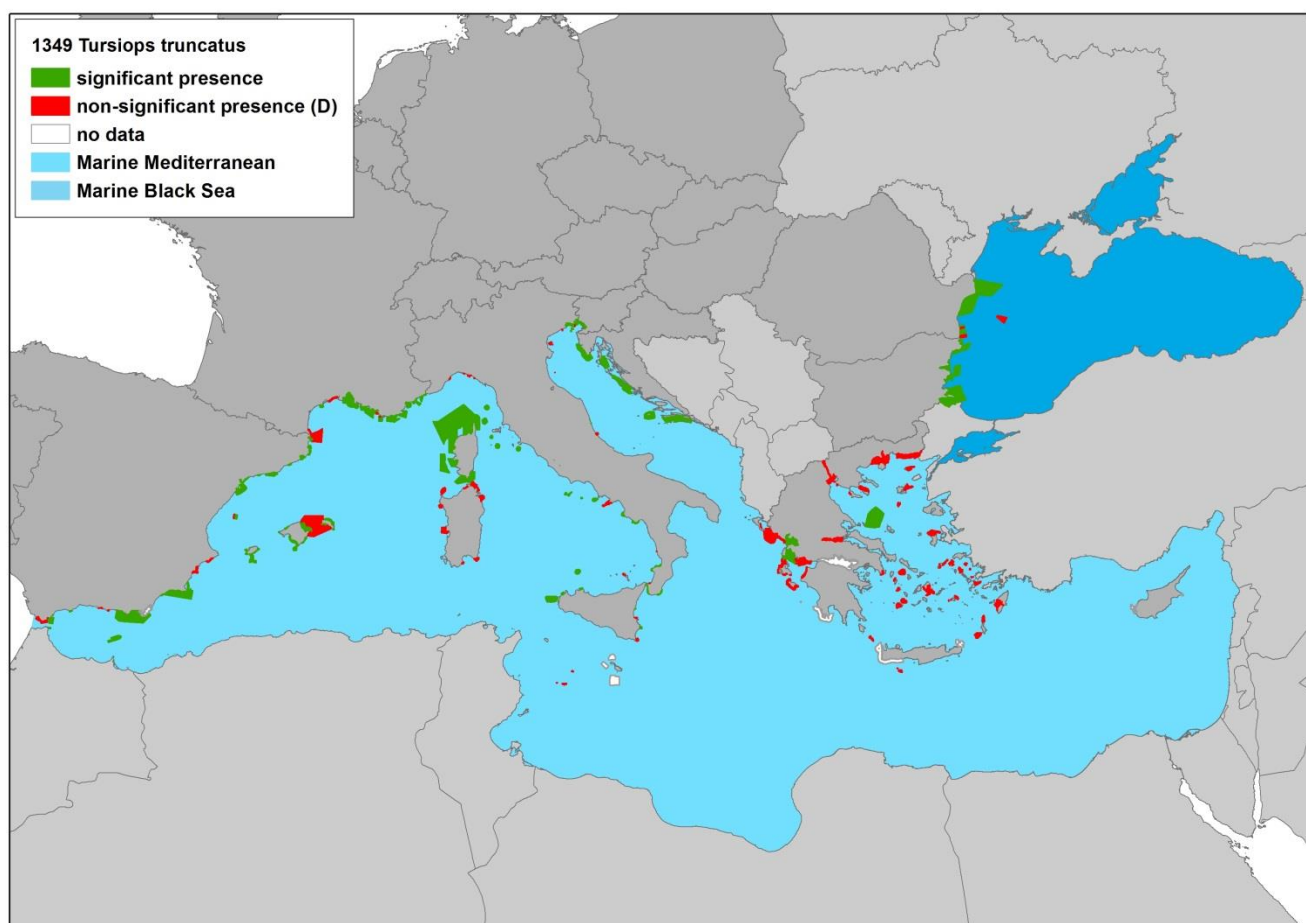 1349 Tursiops truncatus
significant presence
non-significant presence (D)
no data
Marine Mediterranean
Marine Black Sea